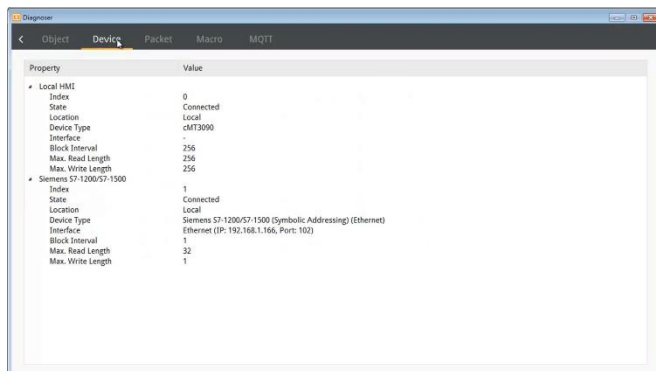 Diagnoser
Object Device Packet Macro MQTT
Property Value
Local HMI
Index 0
State Connected
Location Local
Device Type cMT3090
Interface -
Block Interval 256
Max. Read Length 256
Max. Write Length 256
Siemens S7-1200/S7-1500
Index 1
State Connected
Location Local
Device Type Siemens S7-1200/S7-1500 (Symbolic Addressing) (Ethernet)
Interface Ethernet (IP: 192.168.1.166, Port: 102)
Block Interval 1
Max. Read Length 32
Max. Write Length 1